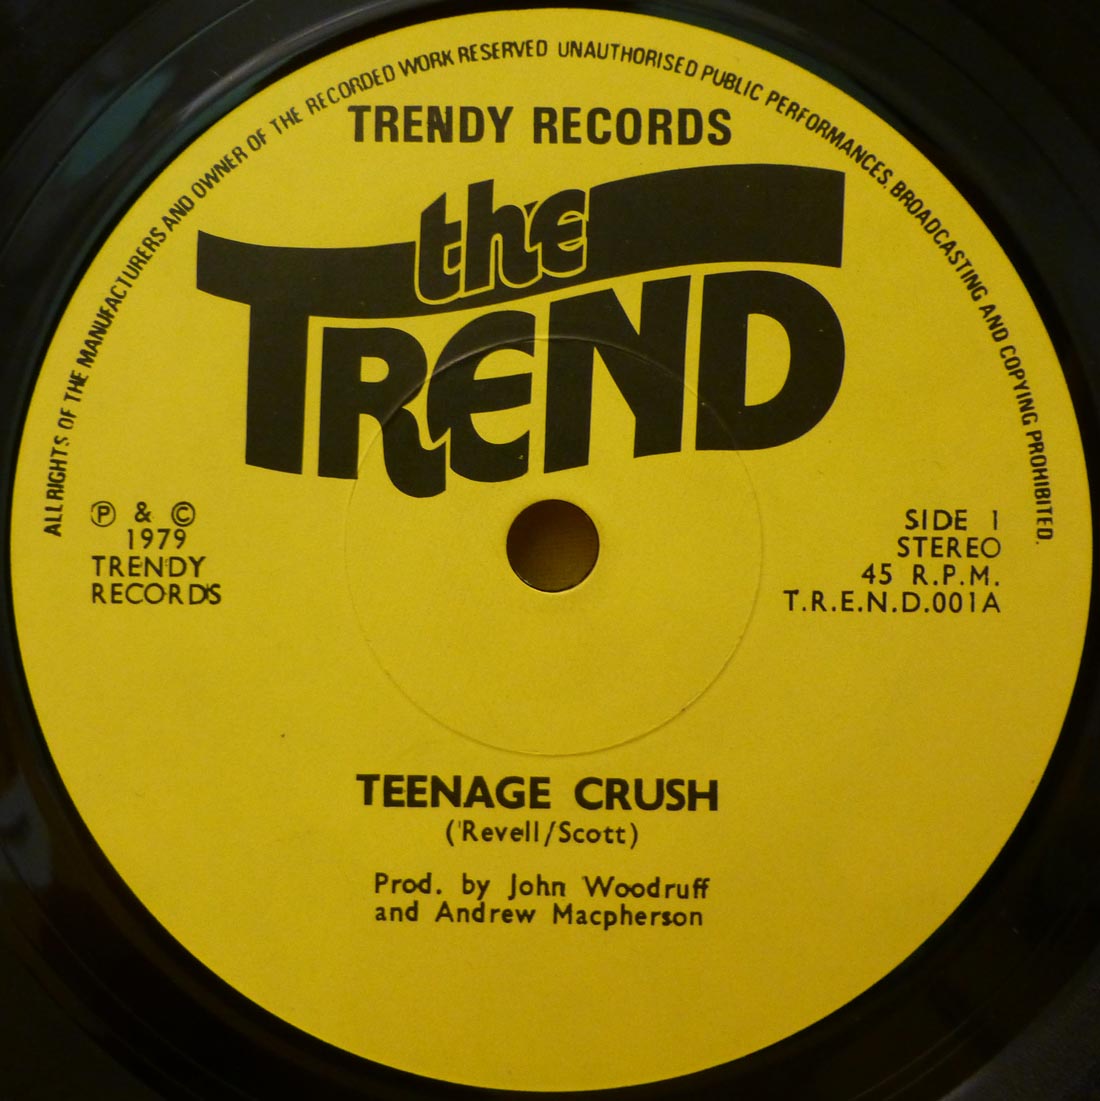 ALL RIGHTS OF THE MANUFACTURERS AND OWNER OF THE RECORDED WORK RESERVED UNAUTHORISED PUBLIC PERFORMANCES, BROADCASTING AND COPYING PROHIBITED.
TRENDY RECORDS
the
TREND
Ⓟ & ©
1979
TRENDY
RECORDS
SIDE 1
STEREO
45 R.P.M.
T.R.E.N.D.001A
TEENAGE CRUSH
(Revell/Scott)
Prod. by John Woodruff
and Andrew Macpherson